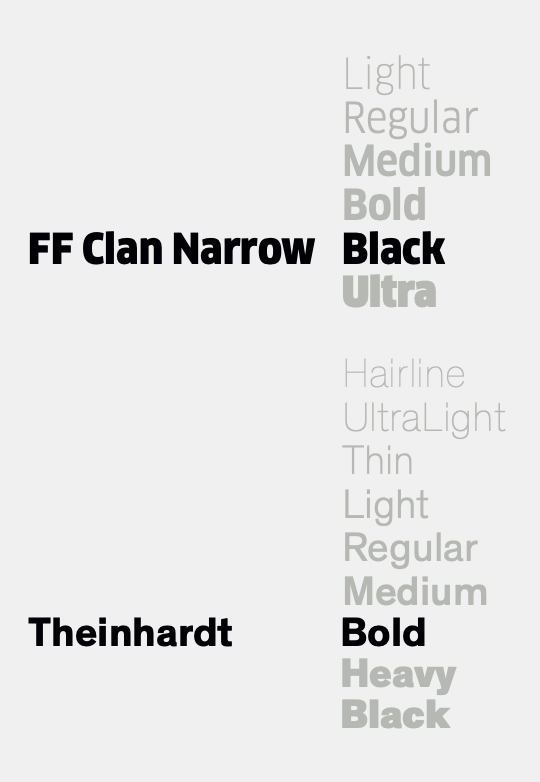 Light
Regular
Medium
Bold
FF Clan Narrow Black
Ultra
Hairline
UltraLight
Thin
Light
Regular
Medium
Theinhardt Bold
Heavy
Black